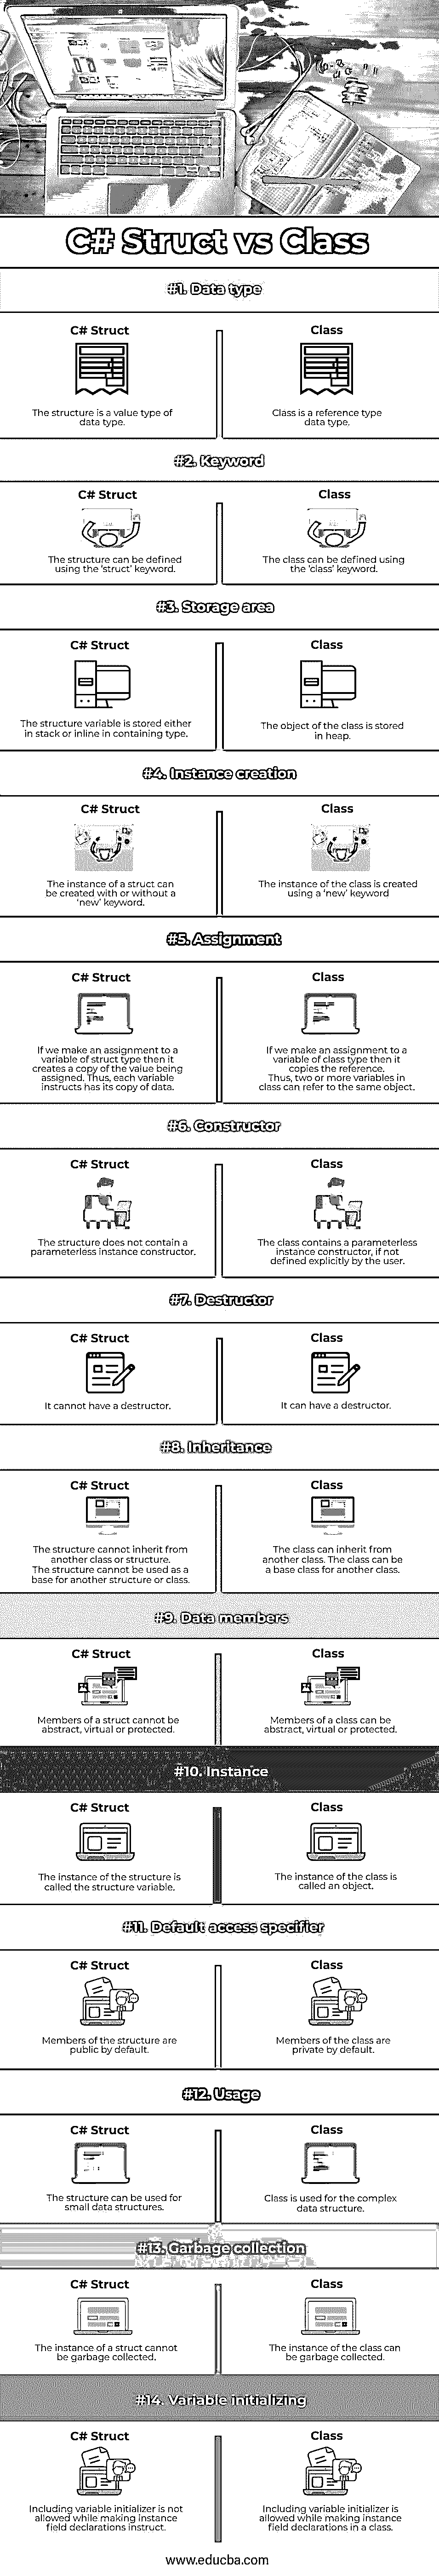 C# Struct vs Class
#1. Data type
C# Struct
The structure is a value type of
data type.
Class
Class is a reference type
data type.
#2. Keyword
C# Struct
The structure can be defined
using the 'struct' keyword.
Class
The class can be defined using
the 'class' keyword.
#3. Storage area
C# Struct
The structure variable is stored either
in stack or inline in containing type.
Class
The object of the class is stored
in heap.
#4. Instance creation
C# Struct
The instance of a struct can
be created with or without a
'new' keyword.
Class
The instance of the class is created
using a 'new' keyword
#5. Assignment
C# Struct
If we make an assignment to a
variable of struct type then it
creates a copy of the value being
assigned. Thus, each variable
instructs has its copy of data.
Class
If we make an assignment to a
variable of class type then it
copies the reference.
Thus, two or more variables in
class can refer to the same object.
#6. Constructor
C# Struct
The structure does not contain a
parameterless instance constructor.
Class
The class contains a parameterless
instance constructor, if not
defined explicitly by the user.
#7. Destructor
C# Struct
It cannot have a destructor.
Class
It can have a destructor.
#8. Inheritance
C# Struct
The structure cannot inherit from
another class or structure.
The structure cannot be used as a
base for another structure or class.
Class
The class can inherit from
another class. The class can be
a base class for another class.
#9. Data members
C# Struct
Members of a struct cannot be
abstract, virtual or protected.
Class
Members of a class can be
abstract, virtual or protected.
#10. Instance
C# Struct
The instance of the structure is
called the structure variable.
Class
The instance of the class is
called an object.
#11. Default access specifier
C# Struct
Members of the structure are
public by default.
Class
Members of the class are
private by default.
#12. Usage
C# Struct
The structure can be used for
small data structures.
Class
Class is used for the complex
data structure.
#13. Garbage collection
C# Struct
The instance of a struct cannot
be garbage collected.
Class
The instance of the class can
be garbage collected.
#14. Variable initializing
C# Struct
Including variable initializer is not
allowed while making instance
field declarations instruct.
Class
Including variable initializer is
allowed while making instance
field declarations in a class.
www.educba.com